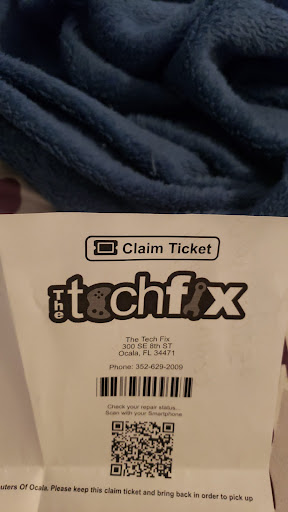 Claim Ticket
The techfix
The Tech Fix
300 SE 8th ST
Ocala, FL 34471
Phone: 352-629-2009
Check your repair status...
Scan with your Smartphone
uters Of Ocala. Please keep this claim ticket and bring back in order to pick up